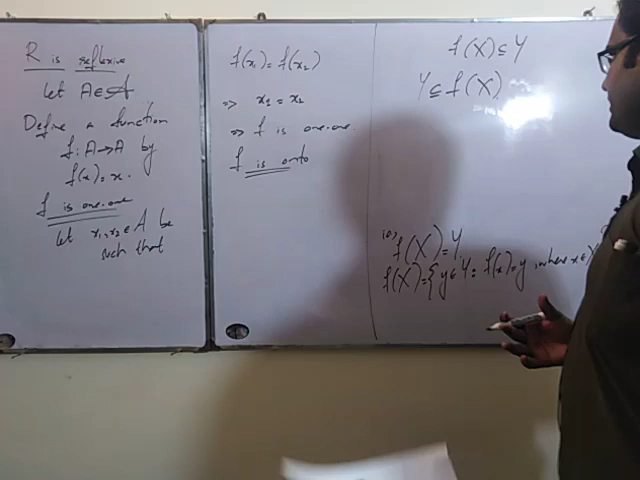 R is reflexive
Let A∈𝒜
Define a function
f: A→A by
f(x) = x.
f is one-one
Let x₁, x₂ ∈ A be
such that
f(x₁) = f(x₂)
⇒ x₁ = x₂
⇒ f is one-one.
f is onto
f(X) ⊆ Y
Y ⊆ f(X)
ie, f(X) = Y
f(X) = { y ∈ Y : f(x) = y, where x ∈ X